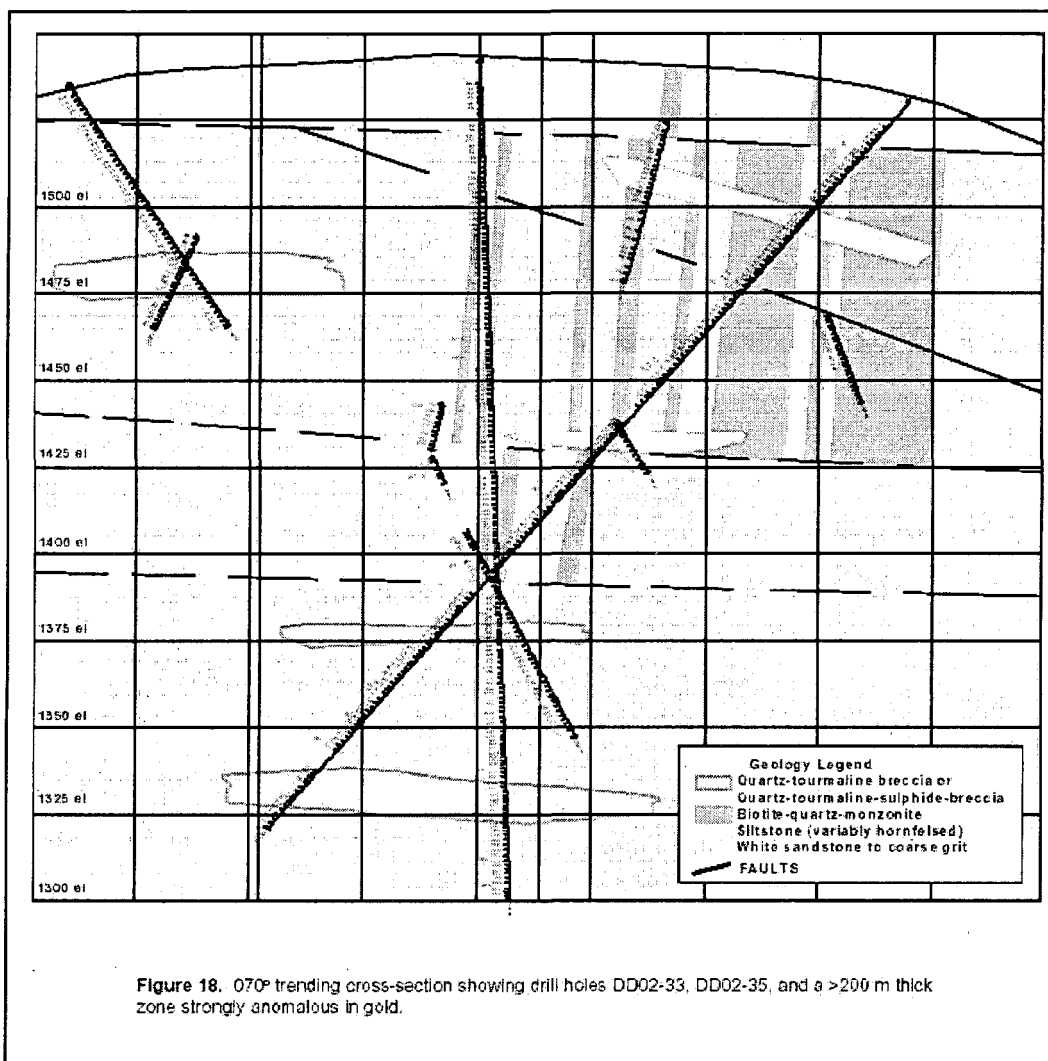 1500 el
1475 el
1450 el
1425 el
1400 el
1375 el
1350 el
1325 el
1300 el
Geology Legend
Quartz-tourmaline breccia or
Quartz-tourmaline-sulphide-breccia
Biotite-quartz-monzonite
Siltstone (variably hornfelsed)
White sandstone to coarse grit
FAULTS
Figure 18. 070º trending cross-section showing drill holes DD02-33, DD02-35, and a >200 m thick
zone strongly anomalous in gold.